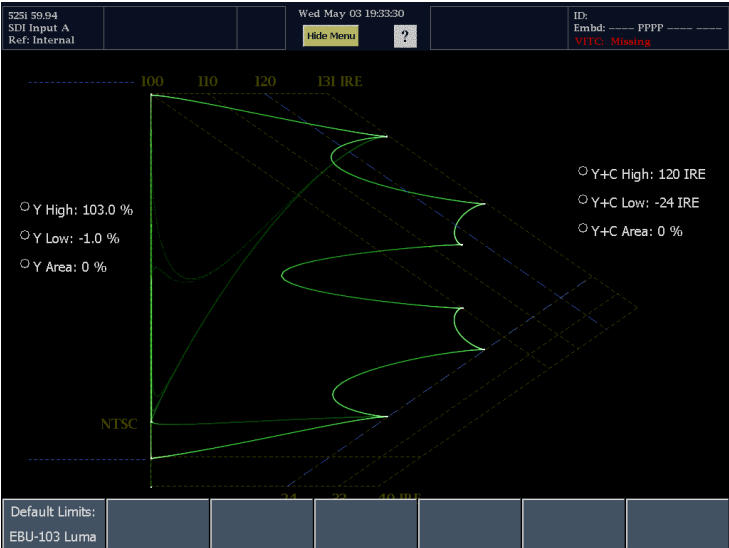 525i 59.94
SDI Input A
Ref: Internal
Wed May 03 19:33:30
Hide Menu
?
ID:
Embd: ---- PPPP ---- ----
VITC: Missing
100 110 120 131 IRE
Y High: 103.0 %
Y Low: -1.0 %
Y Area: 0 %
Y+C High: 120 IRE
Y+C Low: -24 IRE
Y+C Area: 0 %
NTSC
Default Limits:
EBU-103 Luma